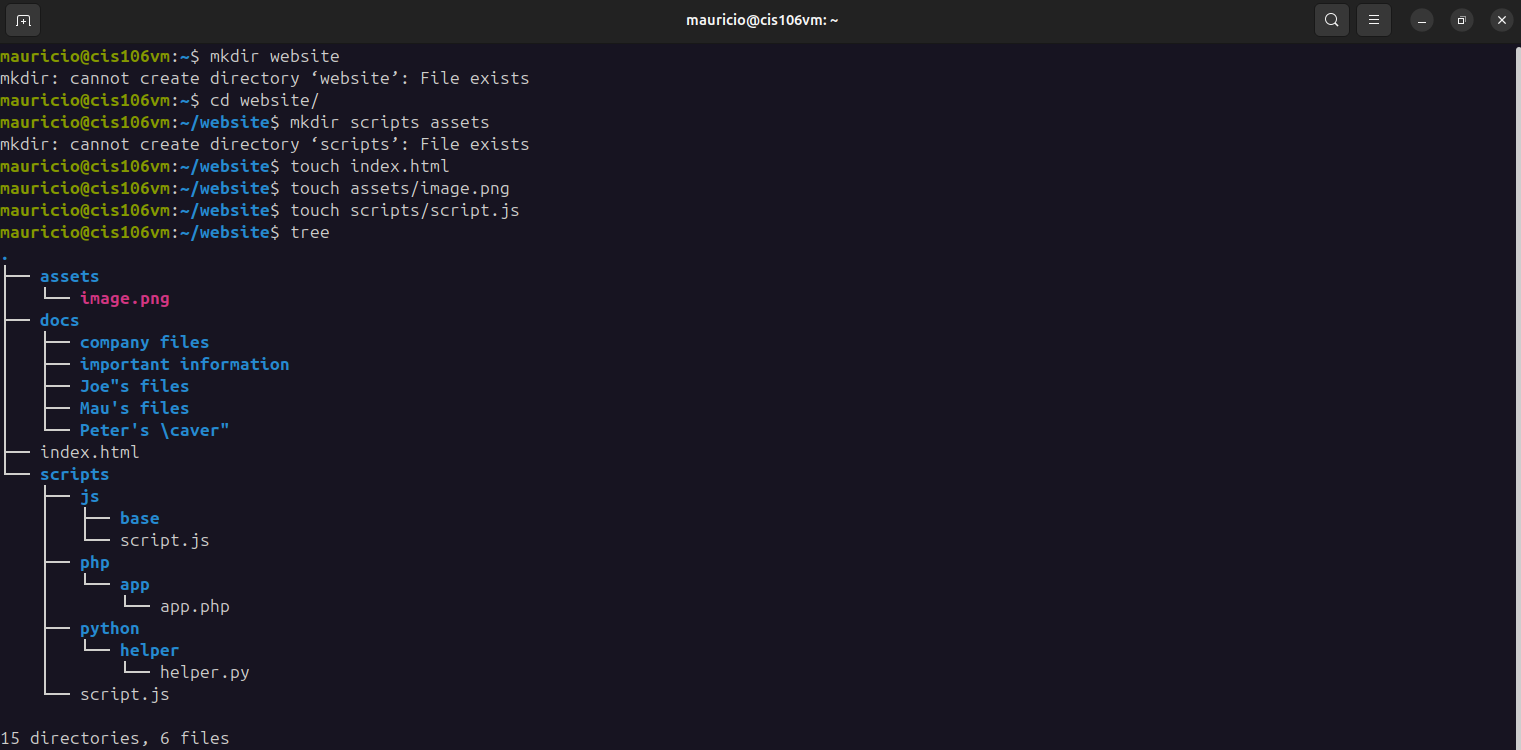 mauricio@cis106vm: ~
mauricio@cis106vm:~$ mkdir website
mkdir: cannot create directory ‘website’: File exists
mauricio@cis106vm:~$ cd website/
mauricio@cis106vm:~/website$ mkdir scripts assets
mkdir: cannot create directory ‘scripts’: File exists
mauricio@cis106vm:~/website$ touch index.html
mauricio@cis106vm:~/website$ touch assets/image.png
mauricio@cis106vm:~/website$ touch scripts/script.js
mauricio@cis106vm:~/website$ tree
.
├── assets
│   └── image.png
├── docs
│   ├── company files
│   ├── important information
│   ├── Joe"s files
│   ├── Mau's files
│   └── Peter's \caver"
├── index.html
└── scripts
    ├── js
    │   ├── base
    │   └── script.js
    ├── php
    │   └── app
    │       └── app.php
    ├── python
    │   └── helper
    │       └── helper.py
    └── script.js
15 directories, 6 files